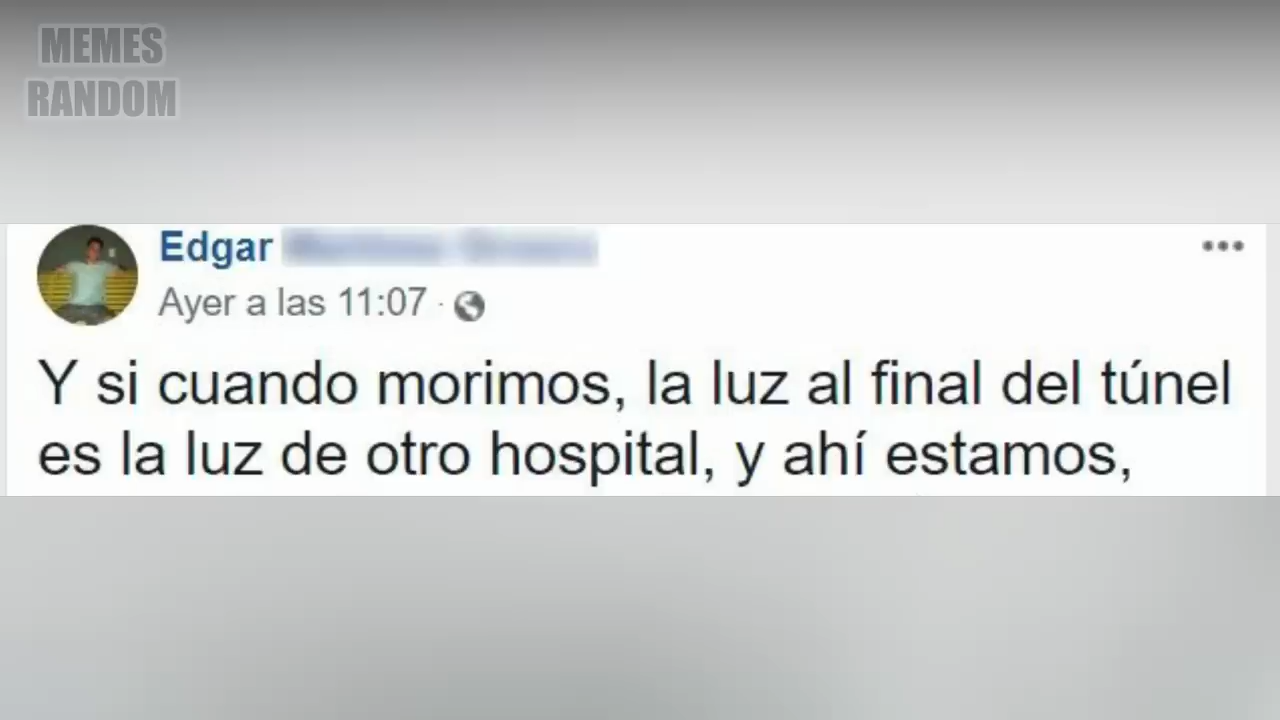 MEMES
RANDOM
Edgar
Ayer a las 11:07 ·
Y si cuando morimos, la luz al final del túnel
es la luz de otro hospital, y ahí estamos,